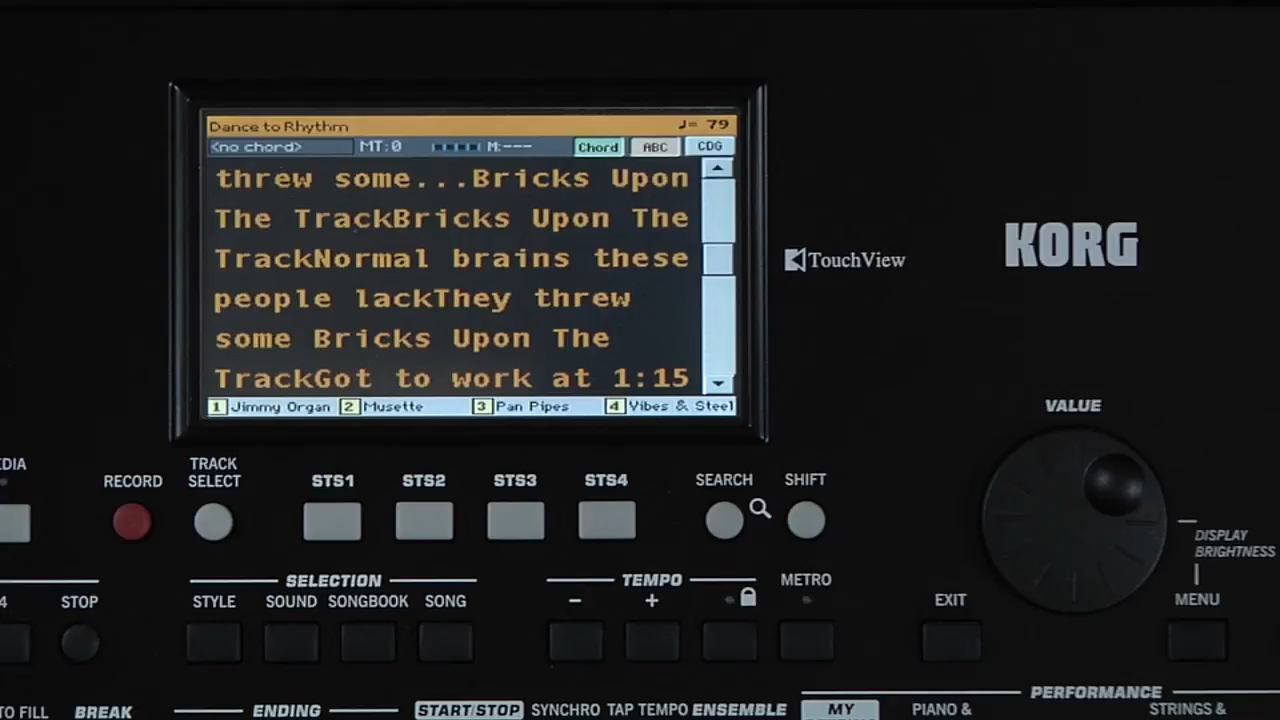 Dance to Rhythm ♩= 79
<no chord> MT:0 M:--- Chord ABC CDG
threw some...Bricks Upon
The TrackBricks Upon The
TrackNormal brains these
people lackThey threw
some Bricks Upon The
TrackGot to work at 1:15
1 Jimmy Organ 2 Musette 3 Pan Pipes 4 Vibes & Steel
TouchView
KORG
VALUE
RECORD
TRACK
SELECT
STS1 STS2 STS3 STS4 SEARCH SHIFT
DISPLAY
BRIGHTNESS
SELECTION TEMPO METRO
4 STOP STYLE SOUND SONGBOOK SONG - + EXIT MENU
PERFORMANCE
TO FILL BREAK ENDING START/STOP SYNCHRO TAP TEMPO ENSEMBLE MY PIANO & STRINGS &